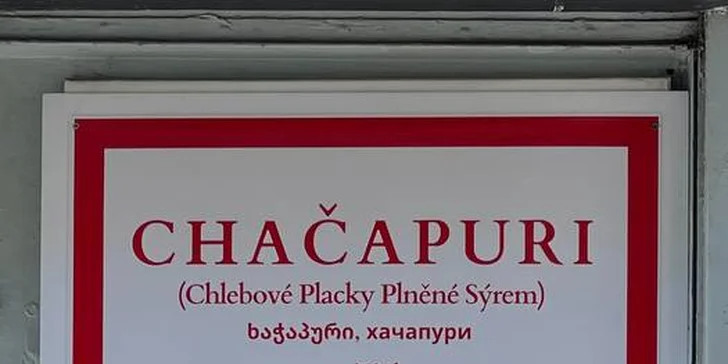 CHAČAPURI
(Chlebové Placky Plněné Sýrem)
ხაჭაპური, хачапури